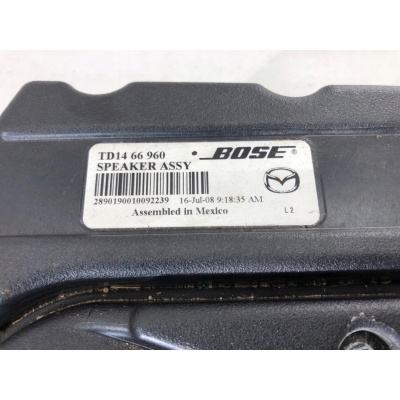 TD14 66 960
BOSE
SPEAKER ASSY
2890190010092239 16-Jul-08 9:18:35 AM
Assembled in Mexico
L2